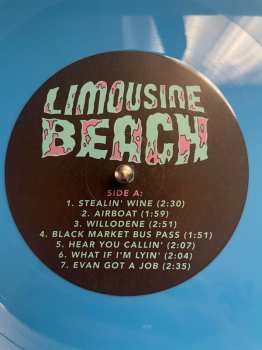 LIMOUSINE
BEACH
SIDE A:
1. STEALIN' WINE (2:30)
2. AIRBOAT (1:59)
3. WILLODENE (1:51)
4. BLACK MARKET BUS PASS (1:51)
5. HEAR YOU CALLIN' (2:07)
6. WHAT IF I'M LYIN' (2:04)
7. EVAN GOT A JOB (2:35)